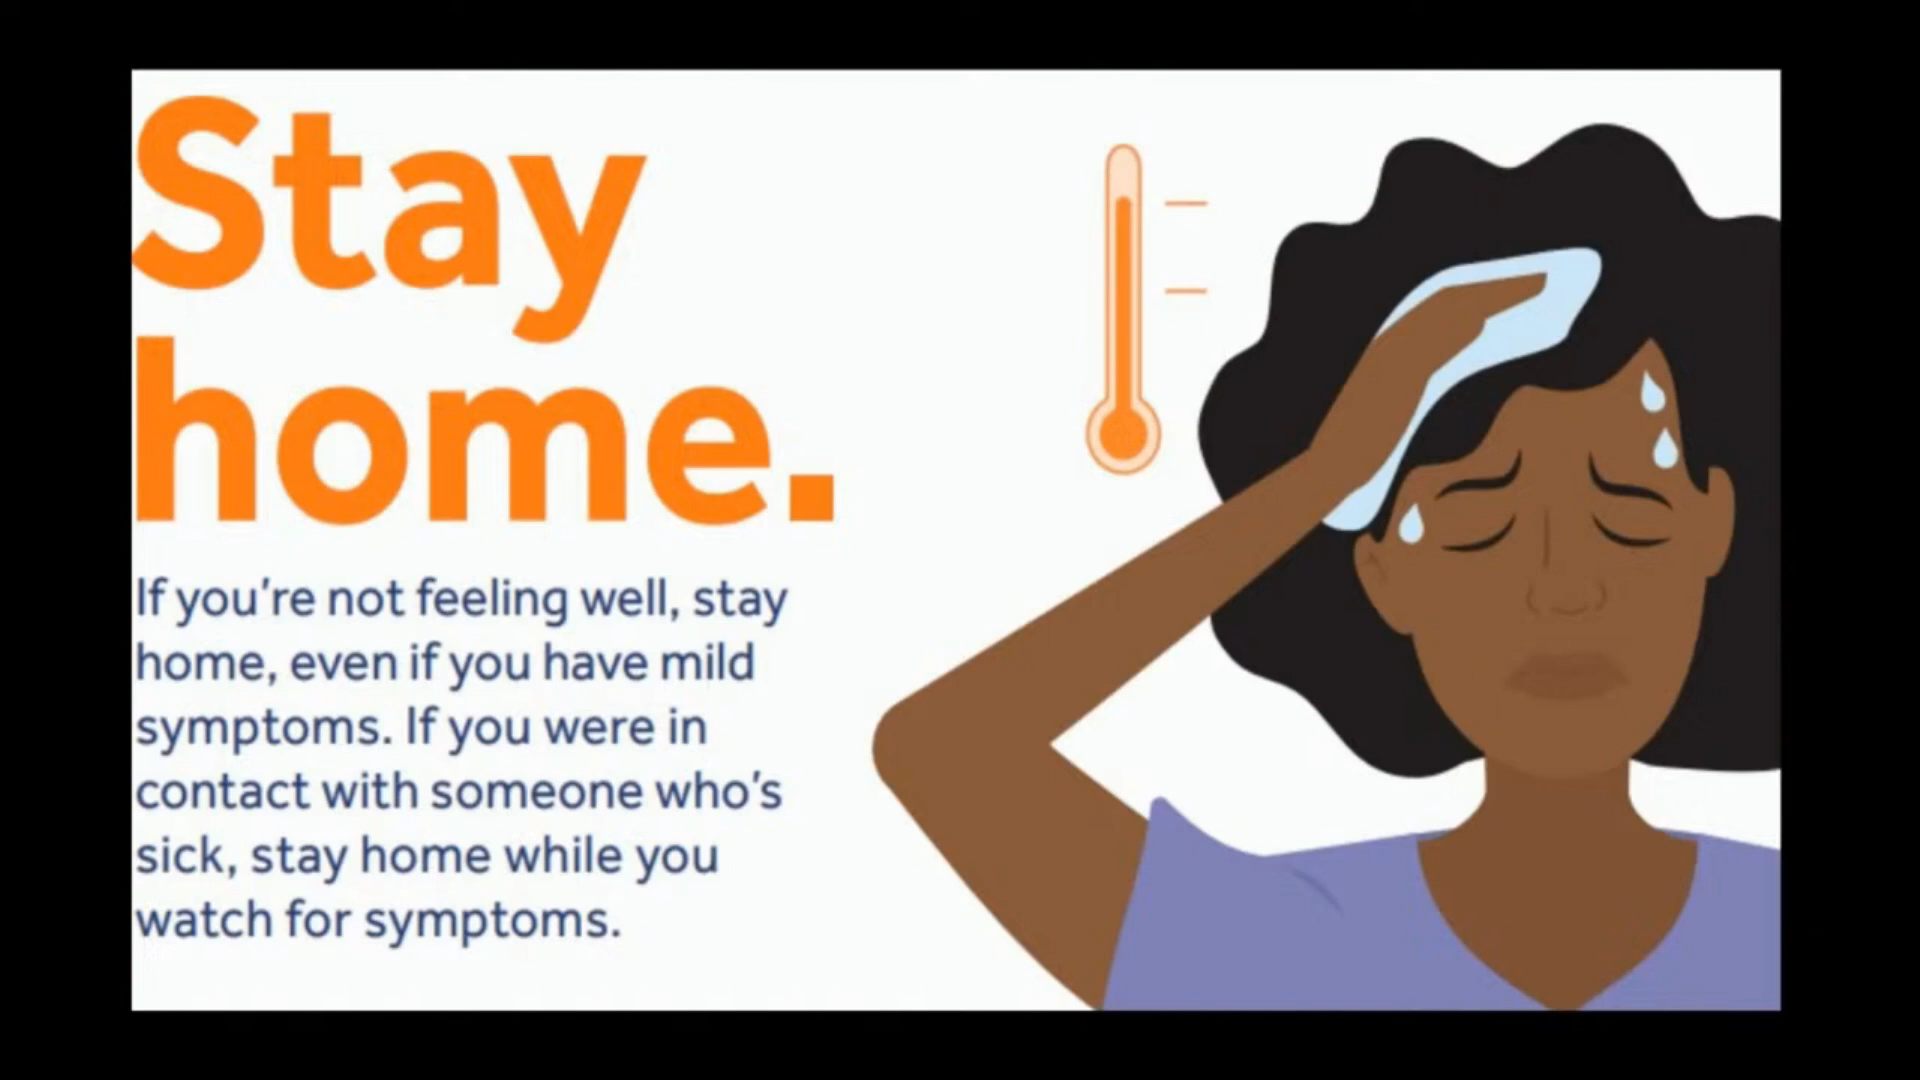 Stay
home.
If you’re not feeling well, stay
home, even if you have mild
symptoms. If you were in
contact with someone who’s
sick, stay home while you
watch for symptoms.